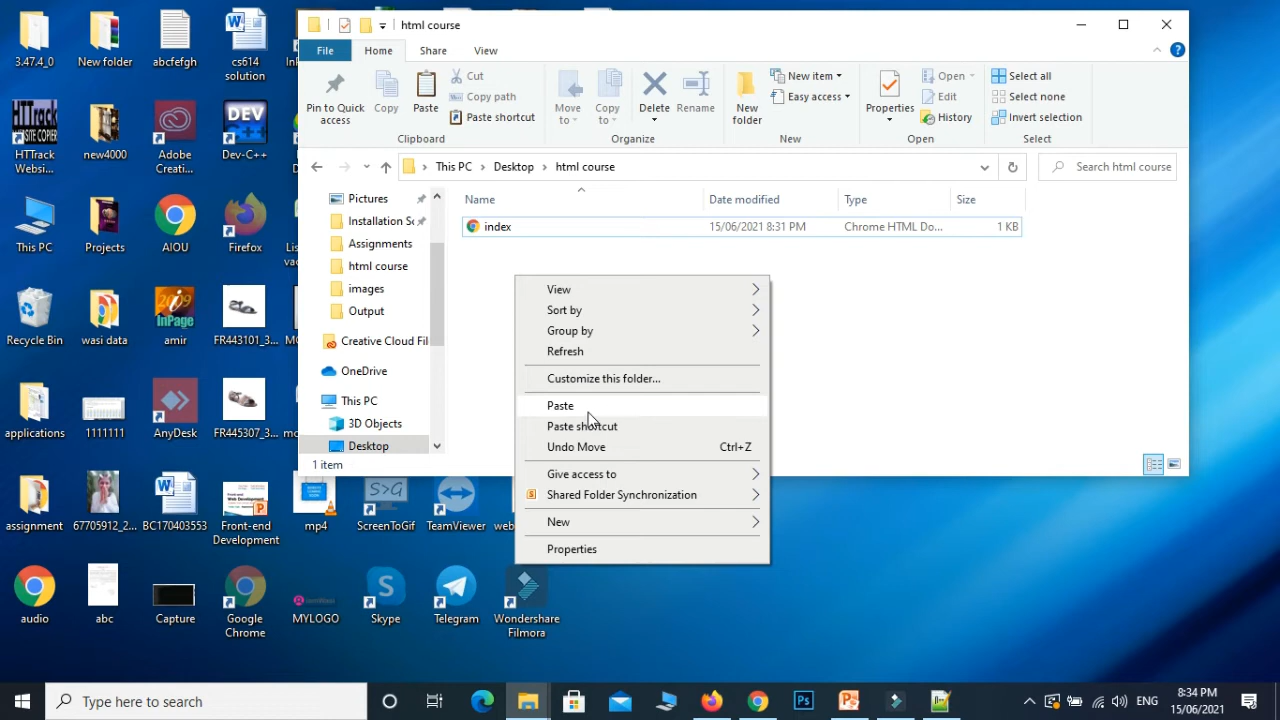 html course
File
Home
Share
View
Pin to Quick
access
Copy
Paste
Cut
Copy path
Paste shortcut
Move
to
Copy
to
Delete
Rename
New
folder
New item
Easy access
Properties
Open
Edit
History
Select all
Select none
Invert selection
Clipboard
Organize
New
Open
Select
This PC
Desktop
html course
Search html course
Pictures
Installation
Assignments
html course
images
Output
Creative Cloud Fil
OneDrive
This PC
3D Objects
Desktop
Name
Date modified
Type
Size
index
15/06/2021 8:31 PM
Chrome HTML Do...
1 KB
1 item
View
Sort by
Group by
Refresh
Customize this folder...
Paste
Paste shortcut
Undo Move
Ctrl+Z
Give access to
Shared Folder Synchronization
New
Properties
3.47.4_0
New folder
abcfefgh
cs614
solution
HTTrack
WEBSITE COPIER
HTTrack
Websi...
new4000
Adobe
Creati...
DEV
C++
Dev-C++
This PC
Projects
AIOU
Firefox
Recycle Bin
wasi data
2009
InPage
amir
FR443101_3...
applications
1111111
AnyDesk
FR445307_3...
assignment
67705912_2...
BC170403553
Front-end
Development
mp4
S>G
ScreenToGif
TeamViewer
audio
abc
Capture
Google
Chrome
MYLOGO
Skype
Telegram
Wondershare
Filmora
Type here to search
ENG
8:34 PM
15/06/2021